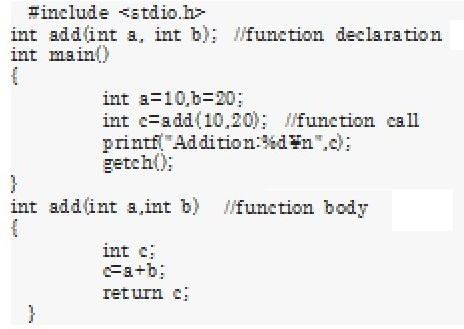 #include <stdio.h>
int add(int a, int b); //function declaration
int main()
{
int a=10,b=20;
int c=add(10,20); //function call
printf("Addition:%d¥n",c);
getch();
}
int add(int a,int b) //function body
{
int c;
c=a+b;
return c;
}